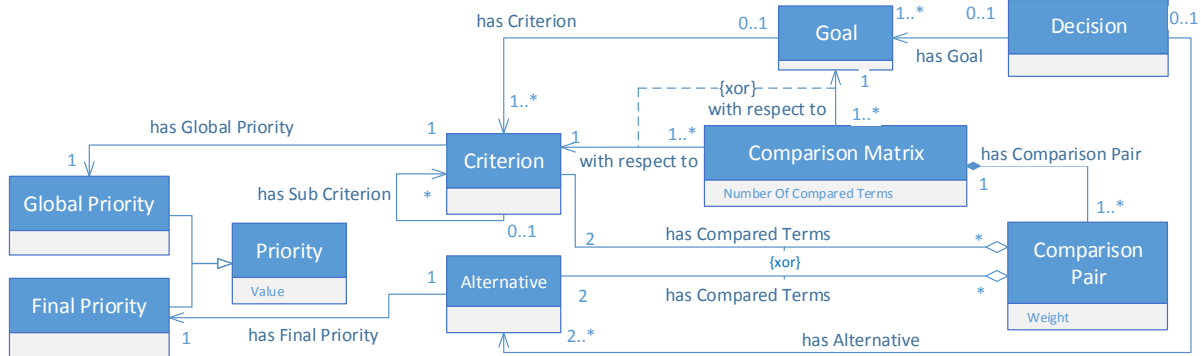 has Criterion
0..1
Goal
1..*
0..1
Decision
0..1
has Goal
1
{xor}
with respect to
1..*
1..*
has Global Priority
1
1
1..*
Criterion
with respect to
Comparison Matrix
Number Of Compared Terms
has Comparison Pair
1
1
has Sub Criterion
*
0..1
1..*
Global Priority
Priority
Value
2
has Compared Terms
*
{xor}
Comparison Pair
Weight
Final Priority
1
Alternative
2
has Compared Terms
*
1
has Final Priority
2..*
has Alternative